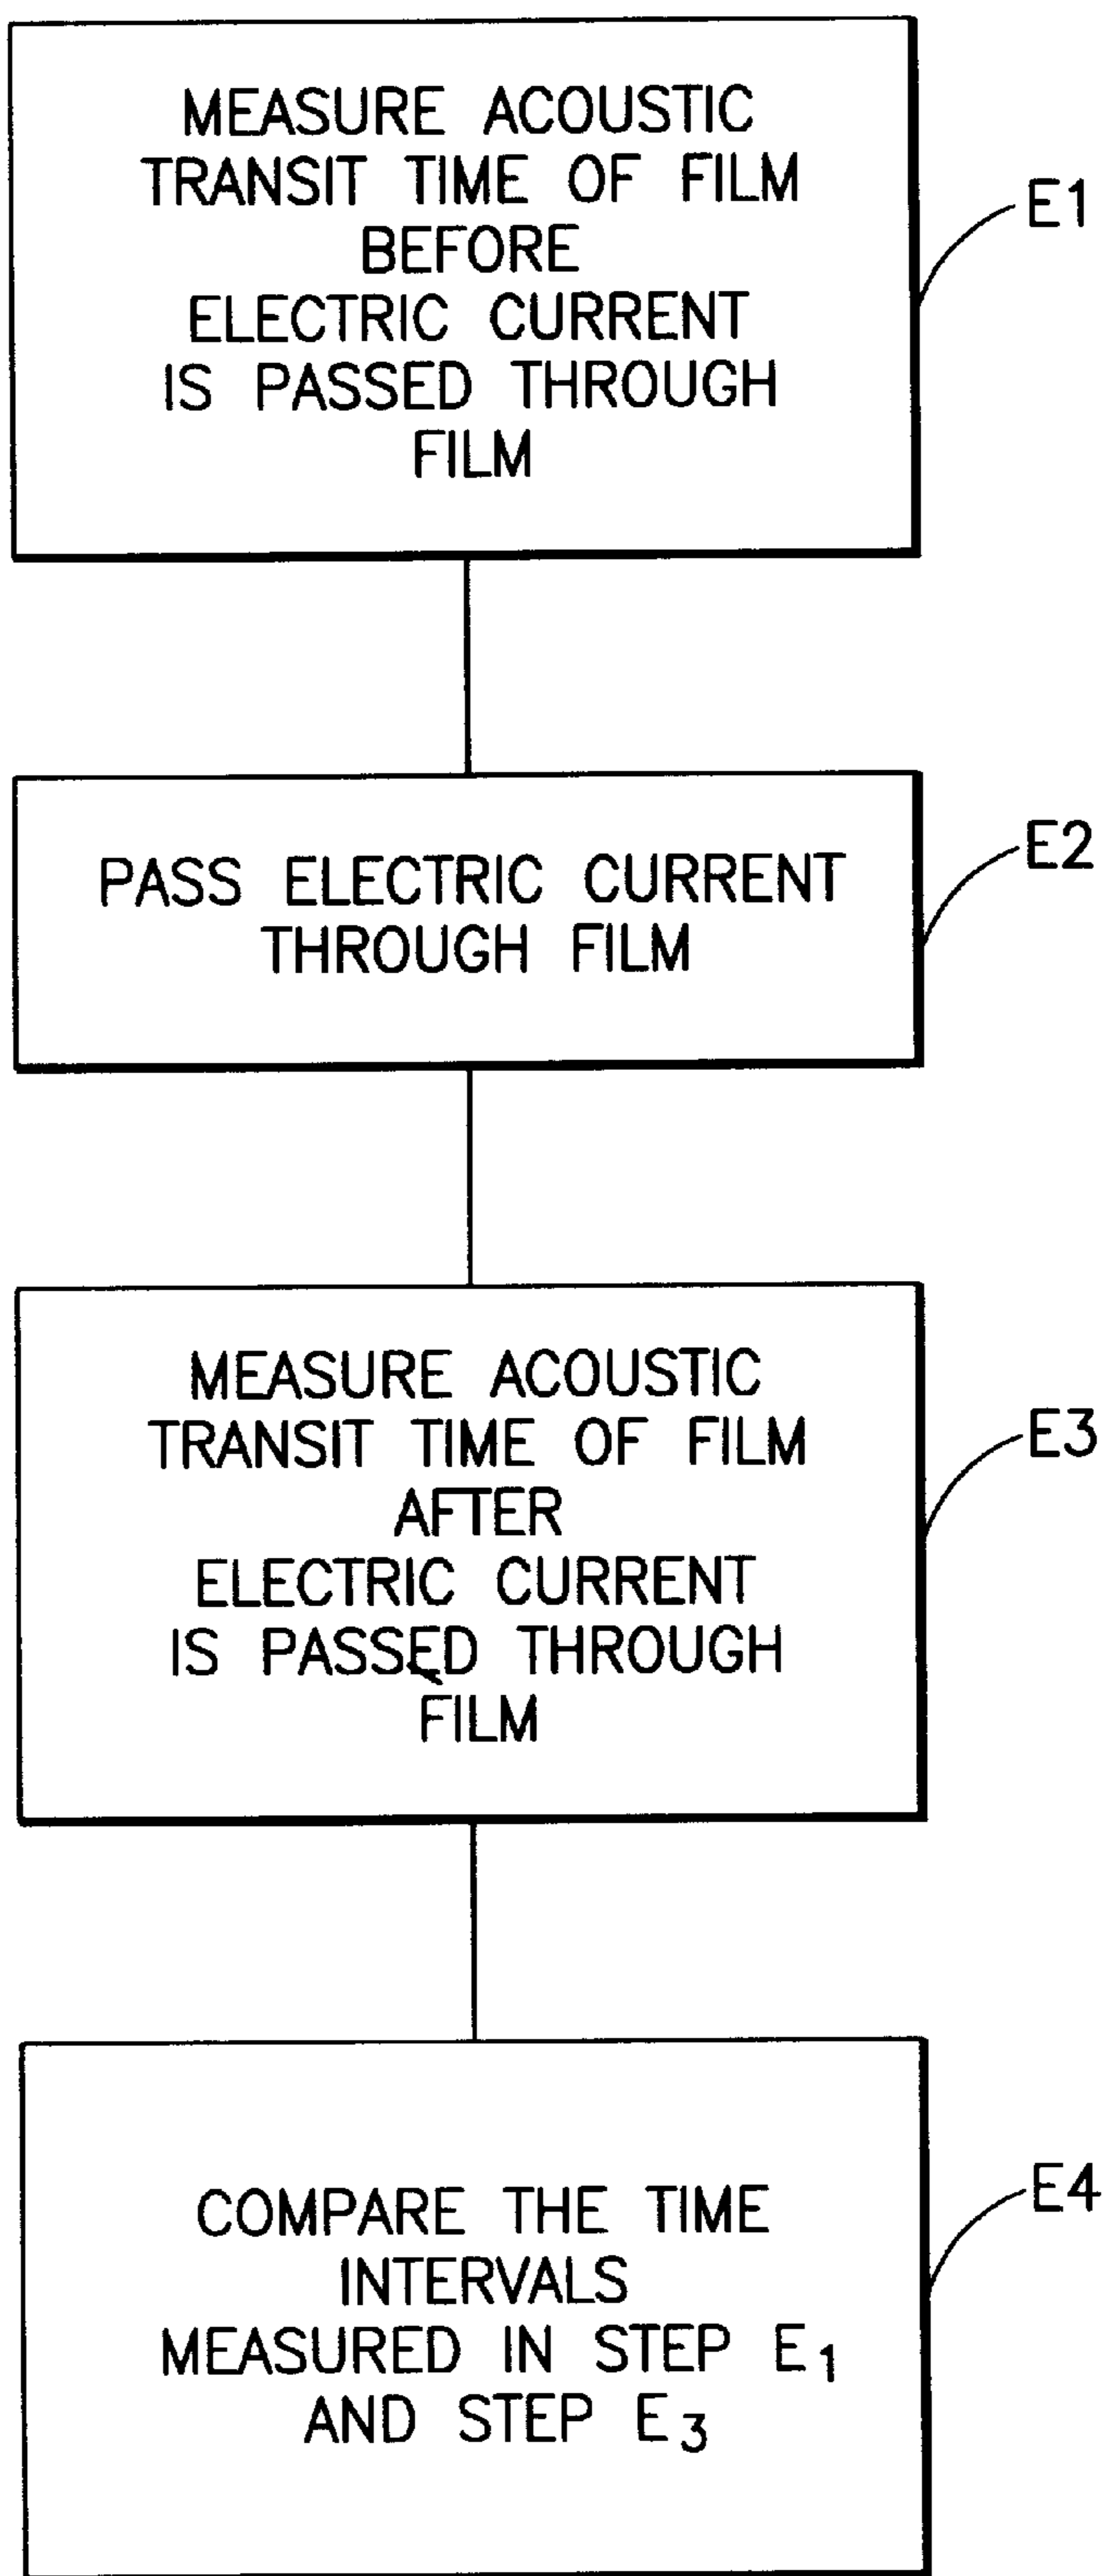 MEASURE ACOUSTIC
TRANSIT TIME OF FILM
BEFORE
ELECTRIC CURRENT
IS PASSED THROUGH
FILM
E1
PASS ELECTRIC CURRENT
THROUGH FILM
E2
MEASURE ACOUSTIC
TRANSIT TIME OF FILM
AFTER
ELECTRIC CURRENT
IS PASSED THROUGH
FILM
E3
COMPARE THE TIME
INTERVALS
MEASURED IN STEP E₁
AND STEP E₃
E4